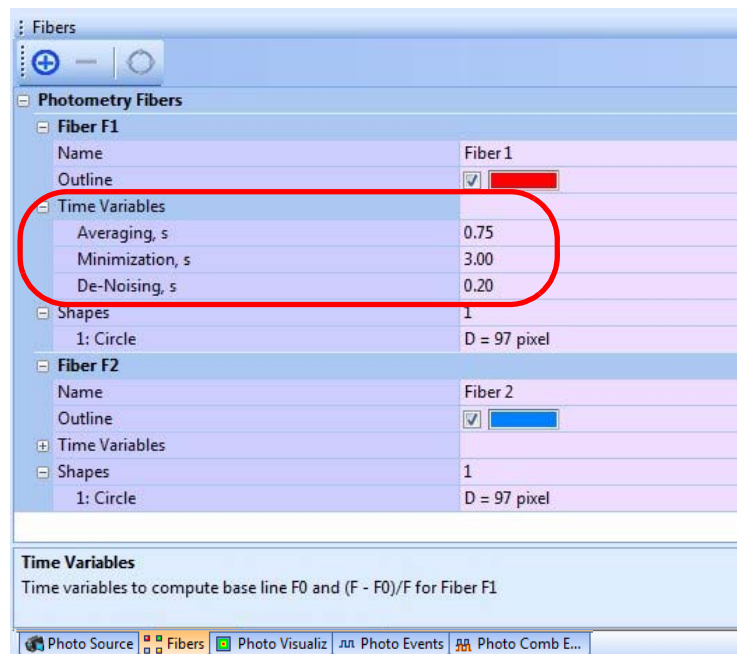 Fibers
Photometry Fibers
Fiber F1
Name Fiber 1
Outline
Time Variables
Averaging, s 0.75
Minimization, s 3.00
De-Noising, s 0.20
Shapes 1
1: Circle D = 97 pixel
Fiber F2
Name Fiber 2
Outline
Time Variables
Shapes 1
1: Circle D = 97 pixel
Time Variables
Time variables to compute base line F0 and (F - F0)/F for Fiber F1
Photo Source Fibers Photo Visualiz Photo Events Photo Comb E...